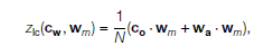 z_lc(c_w, w_m) = 1/N (c_o · w_m + w_a · w_m),